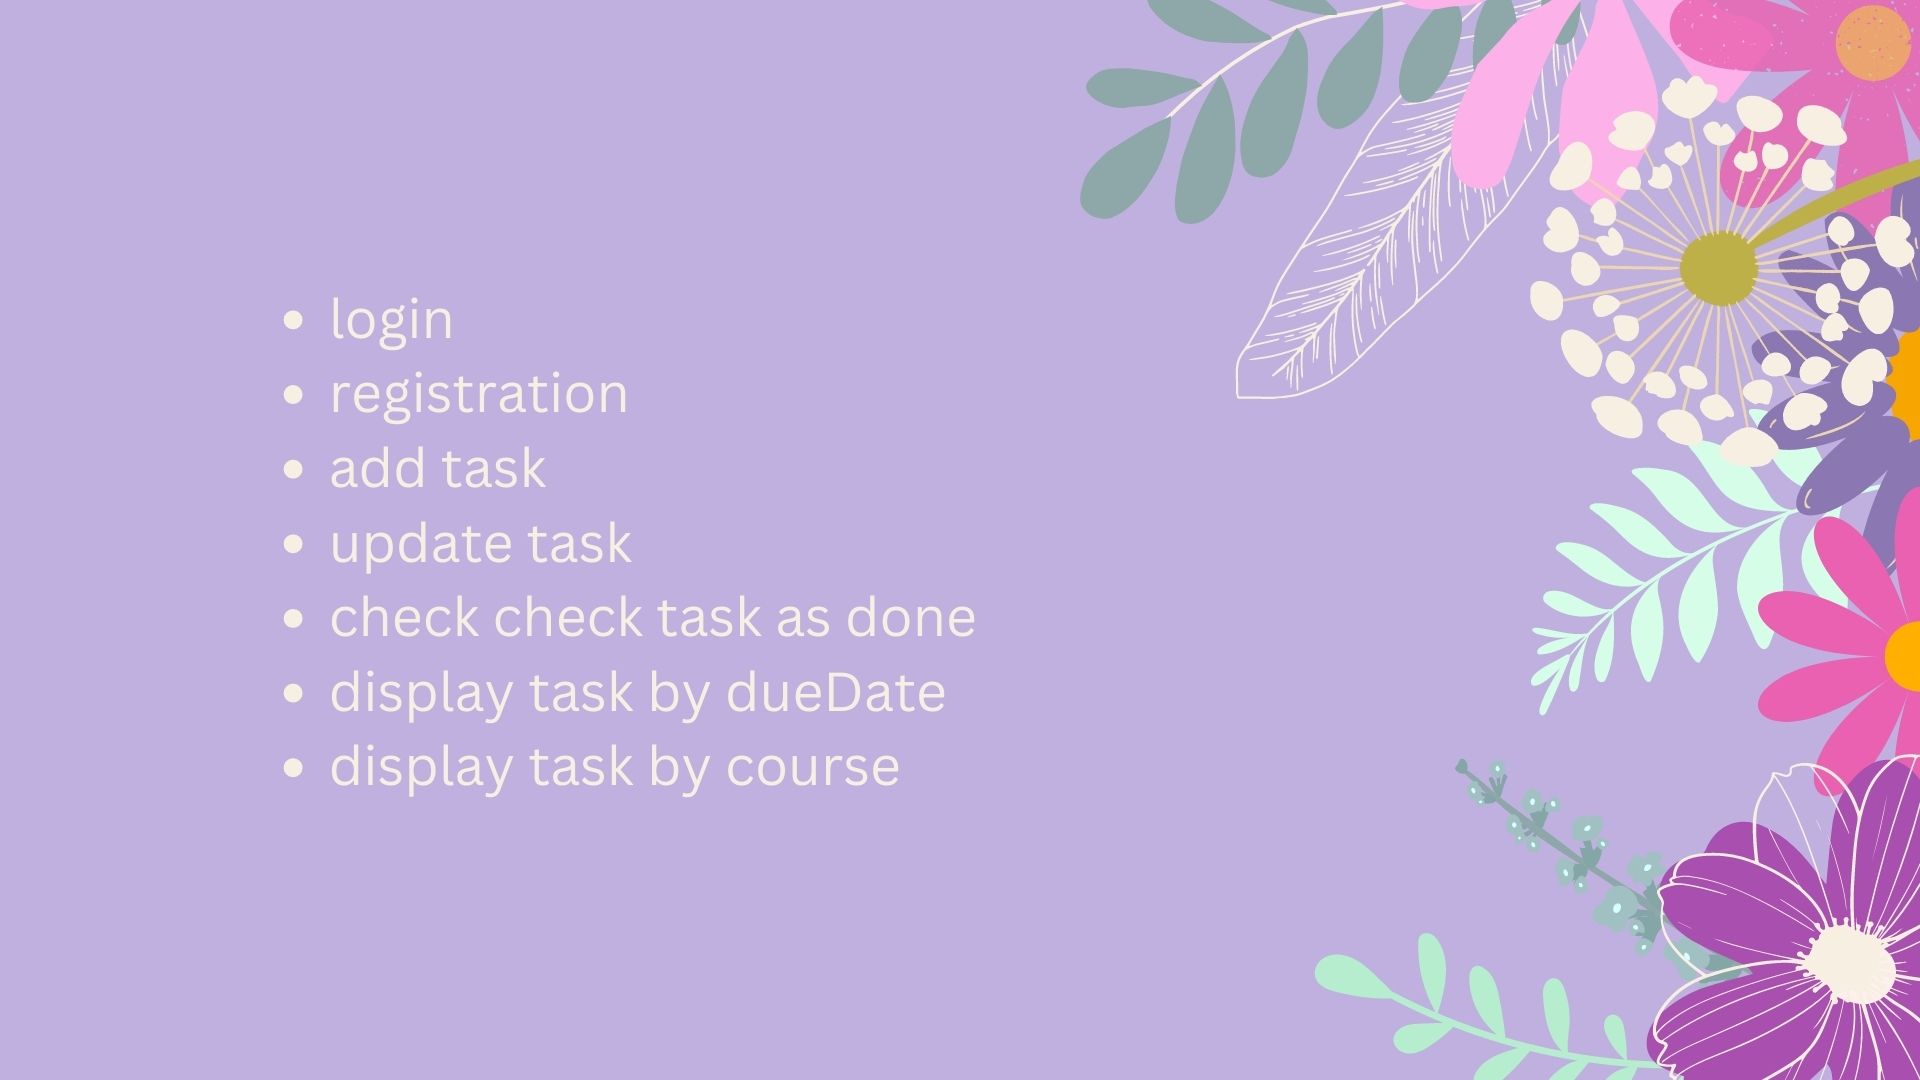 login
registration
add task
update task
check check task as done
display task by dueDate
display task by course